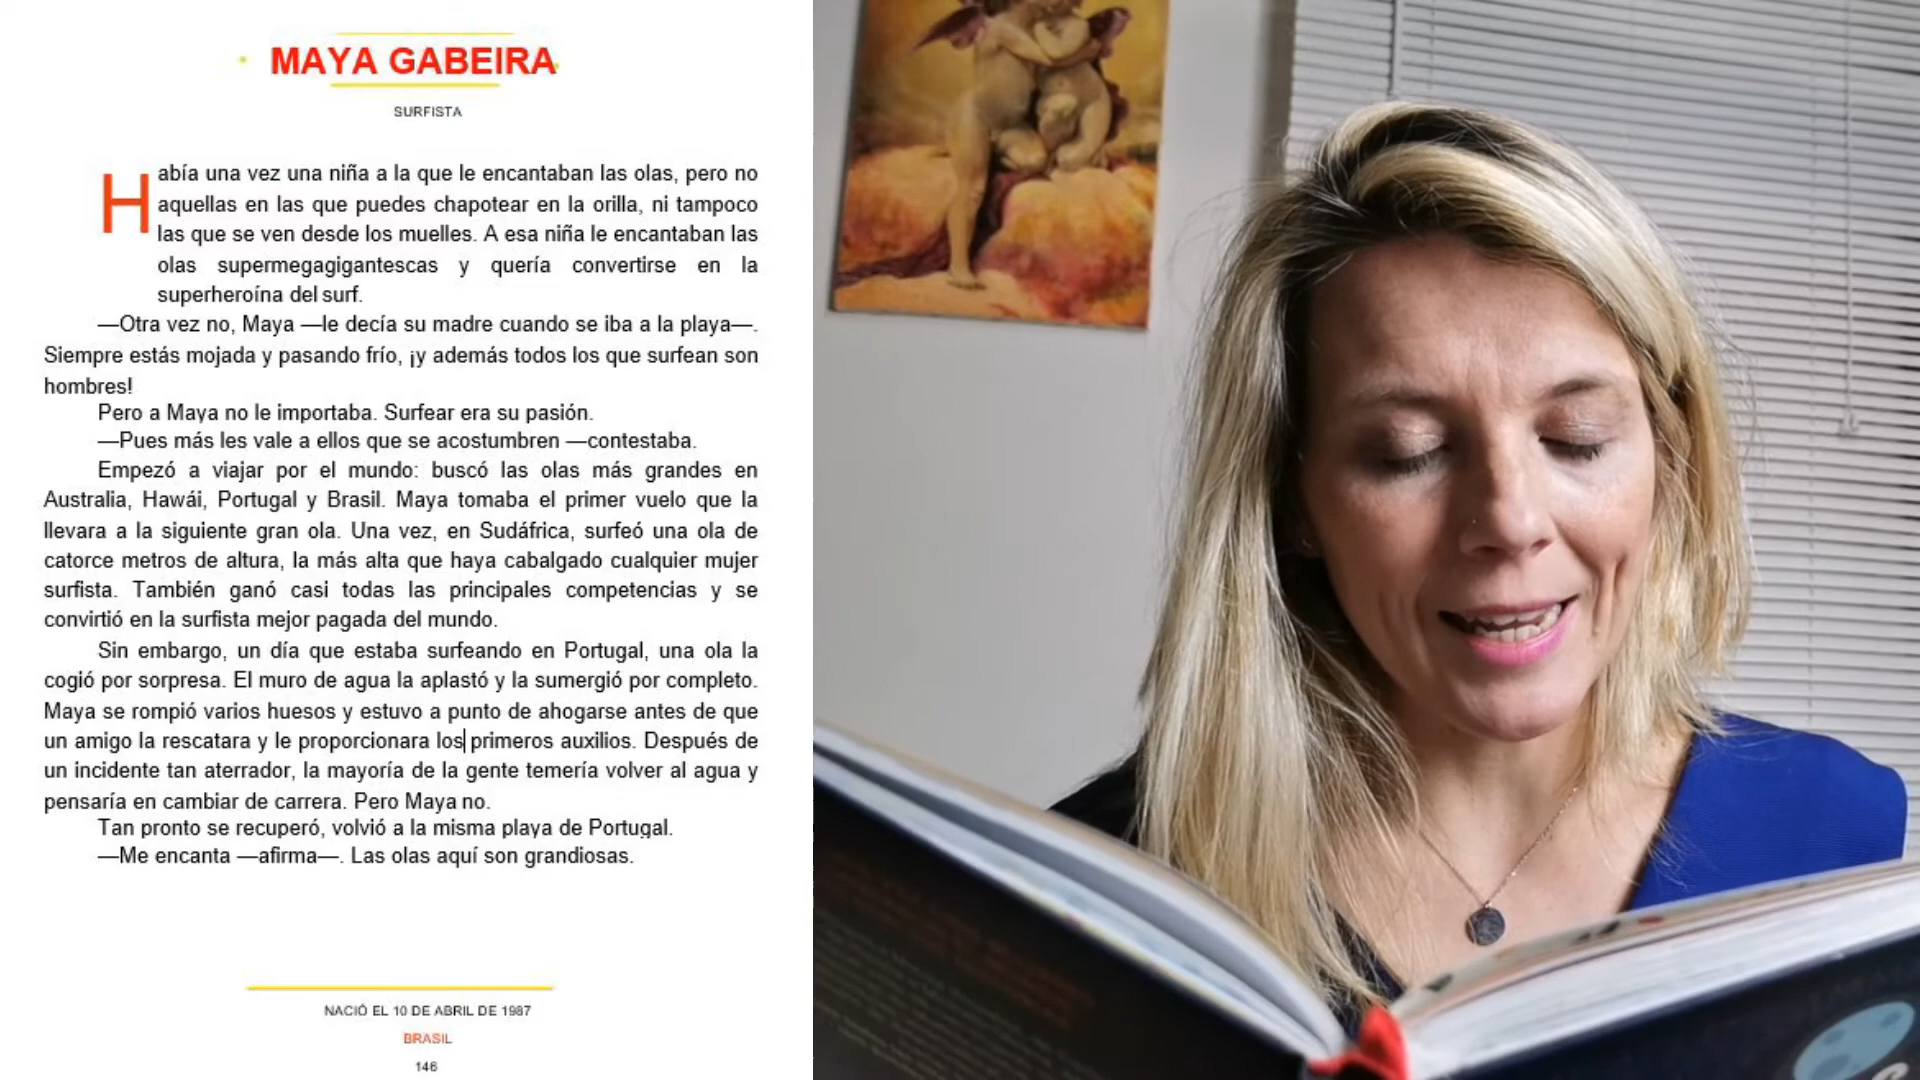 MAYA GABEIRA
SURFISTA
Había una vez una niña a la que le encantaban las olas, pero no
aquellas en las que puedes chapotear en la orilla, ni tampoco
las que se ven desde los muelles. A esa niña le encantaban las
olas supermegagigantescas y quería convertirse en la
superheroína del surf.
—Otra vez no, Maya —le decía su madre cuando se iba a la playa—.
Siempre estás mojada y pasando frío, ¡y además todos los que surfean son
hombres!
Pero a Maya no le importaba. Surfear era su pasión.
—Pues más les vale a ellos que se acostumbren —contestaba.
Empezó a viajar por el mundo: buscó las olas más grandes en
Australia, Hawái, Portugal y Brasil. Maya tomaba el primer vuelo que la
llevara a la siguiente gran ola. Una vez, en Sudáfrica, surfeó una ola de
catorce metros de altura, la más alta que haya cabalgado cualquier mujer
surfista. También ganó casi todas las principales competencias y se
convirtió en la surfista mejor pagada del mundo.
Sin embargo, un día que estaba surfeando en Portugal, una ola la
cogió por sorpresa. El muro de agua la aplastó y la sumergió por completo.
Maya se rompió varios huesos y estuvo a punto de ahogarse antes de que
un amigo la rescatara y le proporcionara los primeros auxilios. Después de
un incidente tan aterrador, la mayoría de la gente temería volver al agua y
pensaría en cambiar de carrera. Pero Maya no.
Tan pronto se recuperó, volvió a la misma playa de Portugal.
—Me encanta —afirma—. Las olas aquí son grandiosas.
NACIÓ EL 10 DE ABRIL DE 1987
BRASIL
146